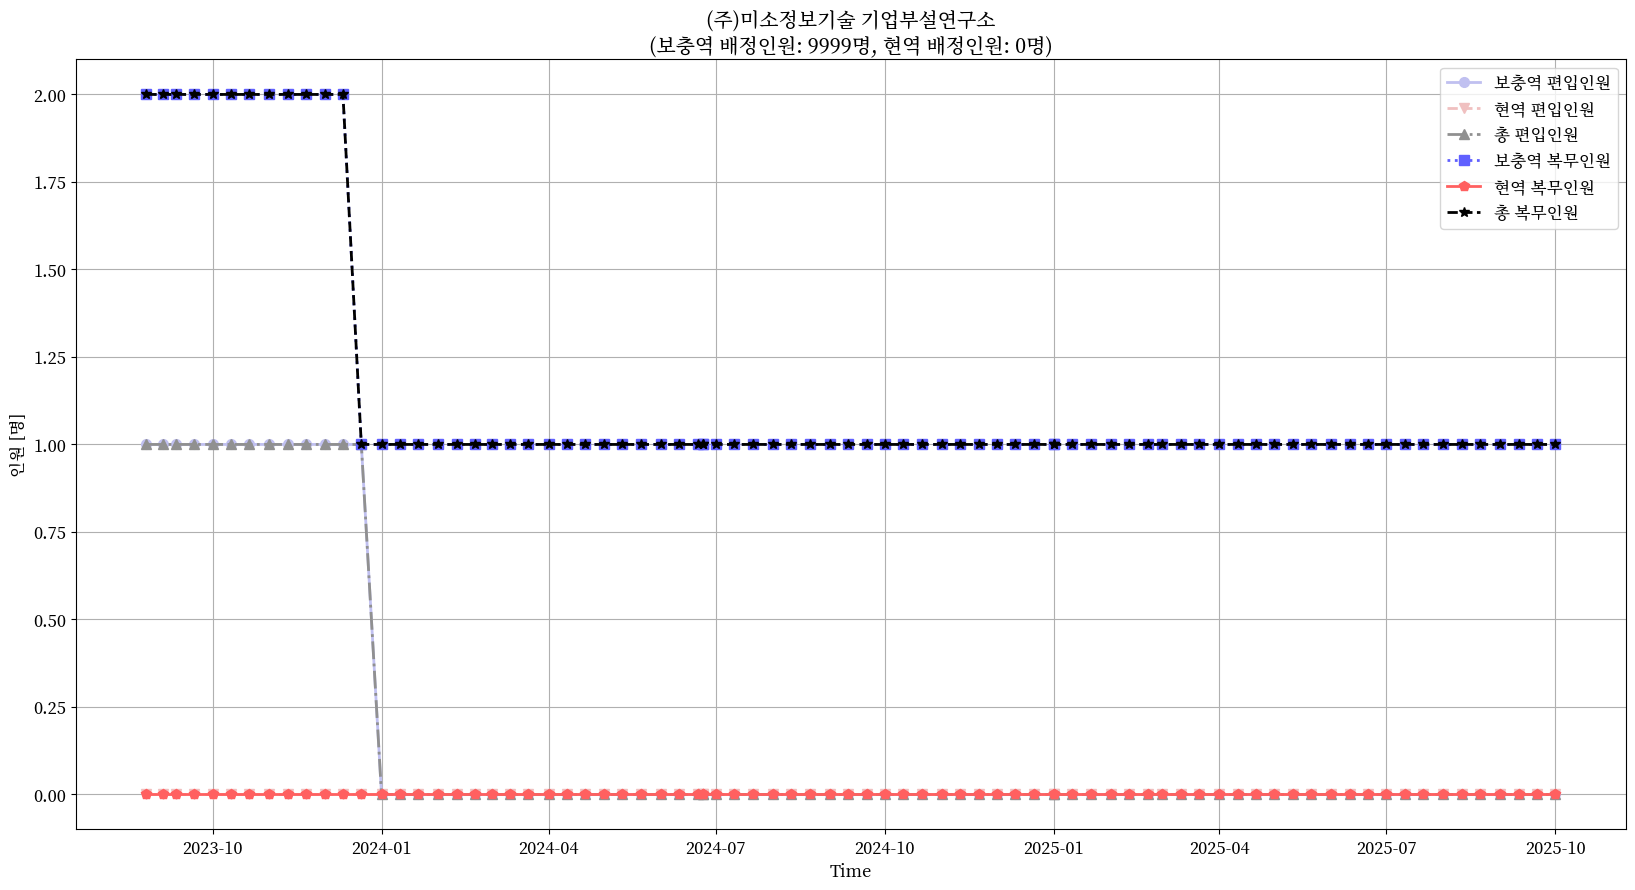 (주)미소정보기술 기업부설연구소
(보충역 배정인원: 9999명, 현역 배정인원: 0명)
보충역 편입인원
현역 편입인원
총 편입인원
보충역 복무인원
현역 복무인원
총 복무인원
2.00
1.75
1.50
1.25
1.00
0.75
0.50
0.25
0.00
인원 [명]
2023-10
2024-01
2024-04
2024-07
2024-10
2025-01
2025-04
2025-07
2025-10
Time